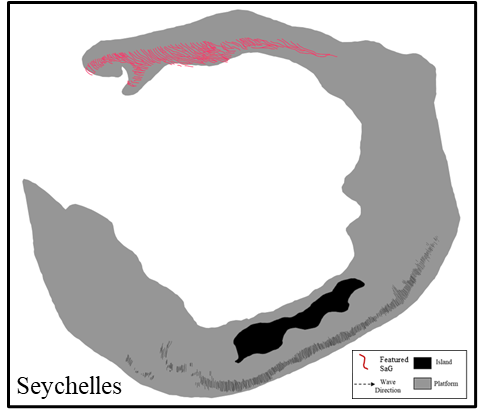 Featured
SaG
Island
Wave
Direction
Platform
Seychelles